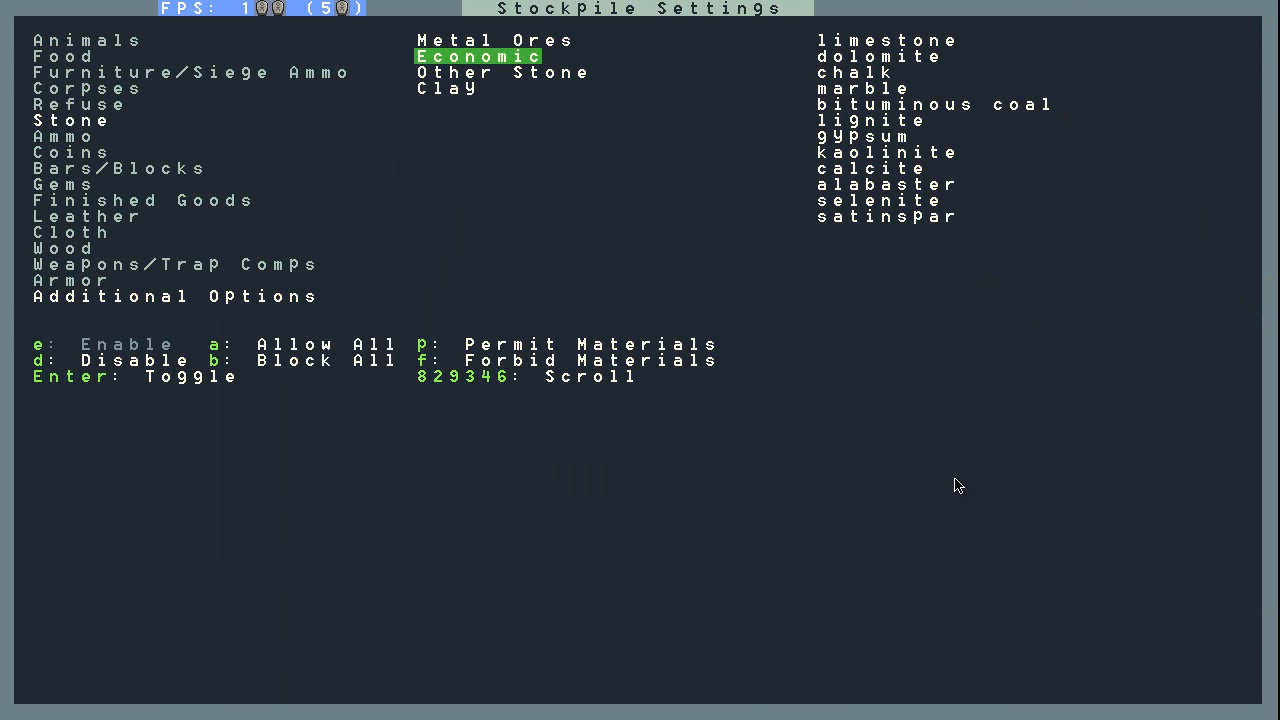 FPS: 100 (50)
Stockpile Settings
Animals
Food
Furniture/Siege Ammo
Corpses
Refuse
Stone
Ammo
Coins
Bars/Blocks
Gems
Finished Goods
Leather
Cloth
Wood
Weapons/Trap Comps
Armor
Additional Options
Metal Ores
Economic
Other Stone
Clay
limestone
dolomite
chalk
marble
bituminous coal
lignite
gypsum
kaolinite
calcite
alabaster
selenite
satinspar
e: Enable a: Allow All p: Permit Materials
d: Disable b: Block All f: Forbid Materials
Enter: Toggle 829346: Scroll